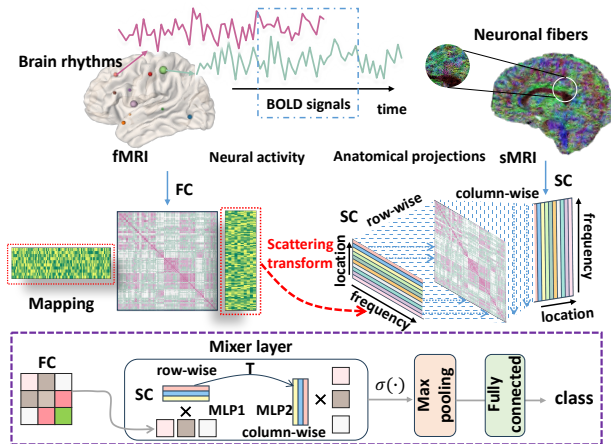 Brain rhythms
Neuronal fibers
BOLD signals
time
fMRI
Neural activity
Anatomical projections
sMRI
FC
SC
column-wise
row-wise
SC
Scattering
transform
location
frequency
frequency
location
Mapping
Mixer layer
FC
row-wise
T
SC
× MLP1
MLP2 ×
column-wise
σ(·)
Max
pooling
Fully
connected
class